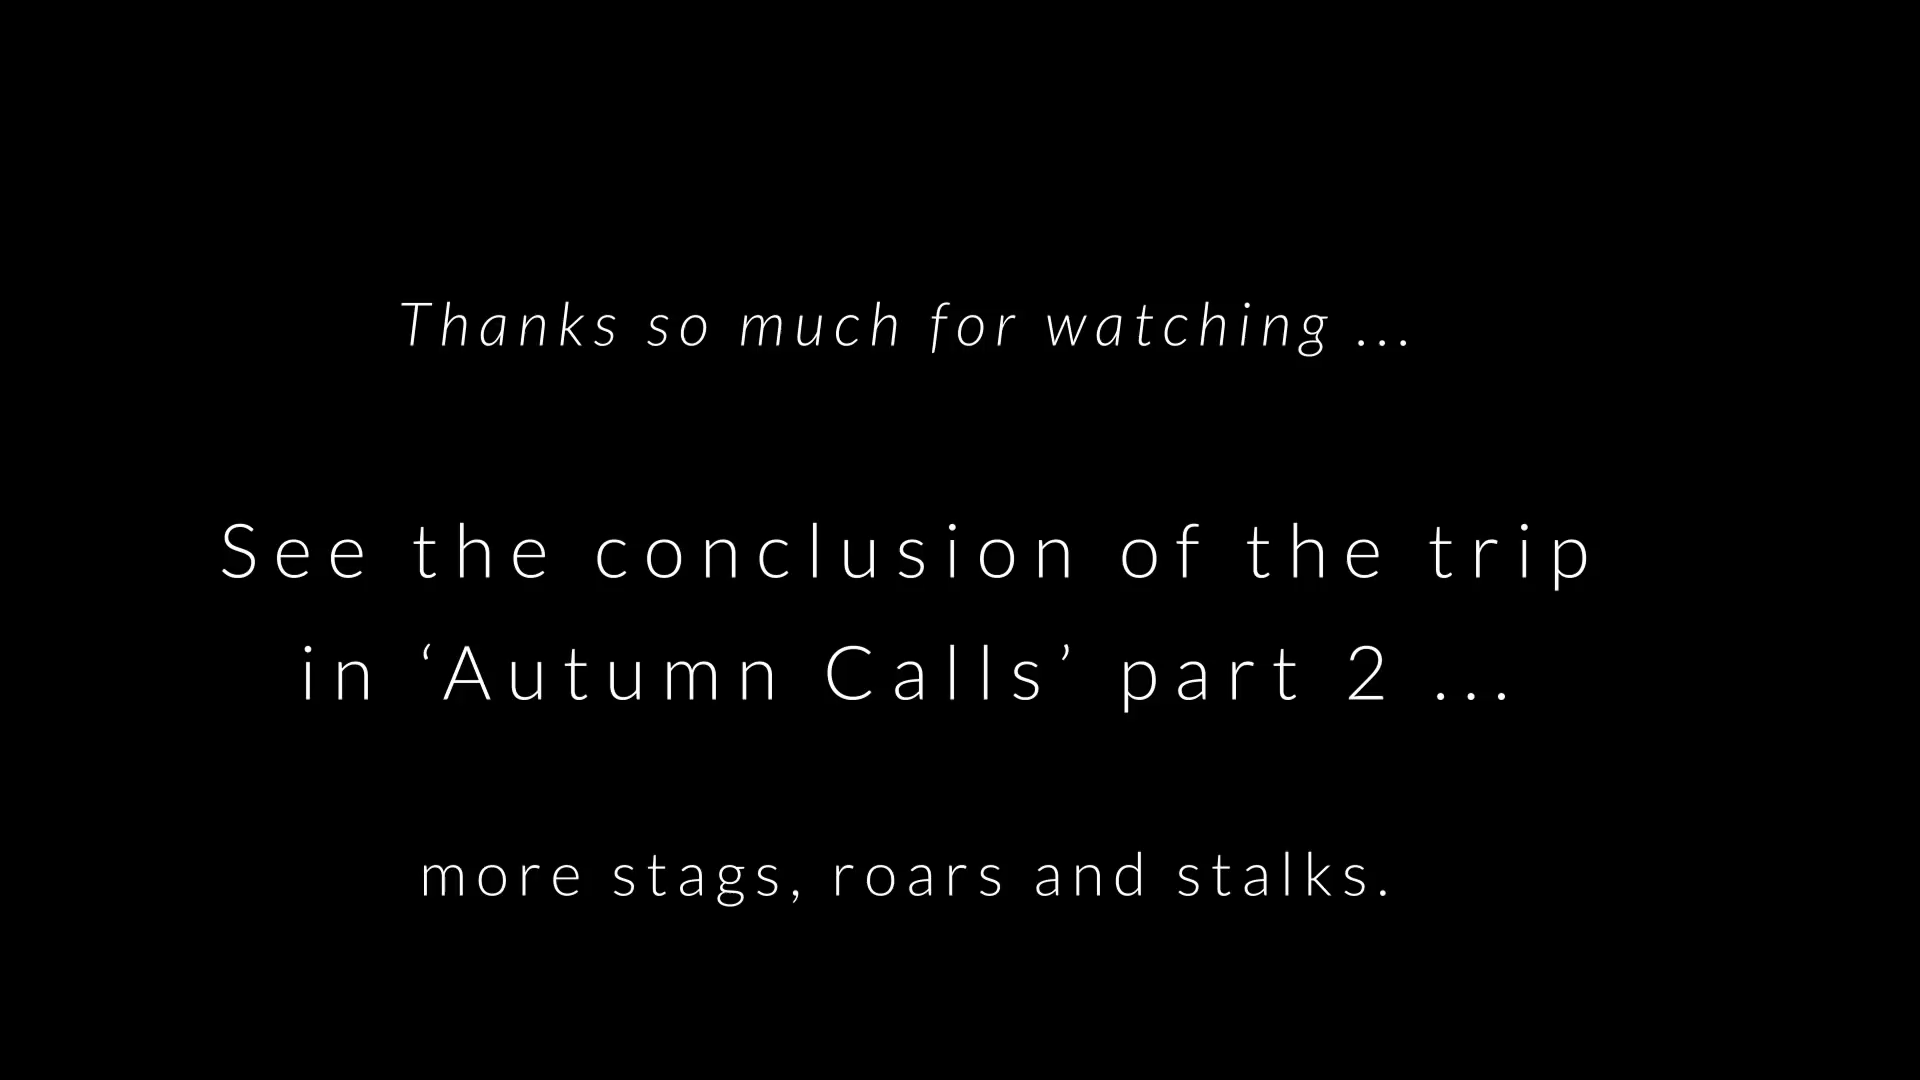 Thanks so much for watching ...
See the conclusion of the trip
in ‘Autumn Calls’ part 2 ...
more stags, roars and stalks.